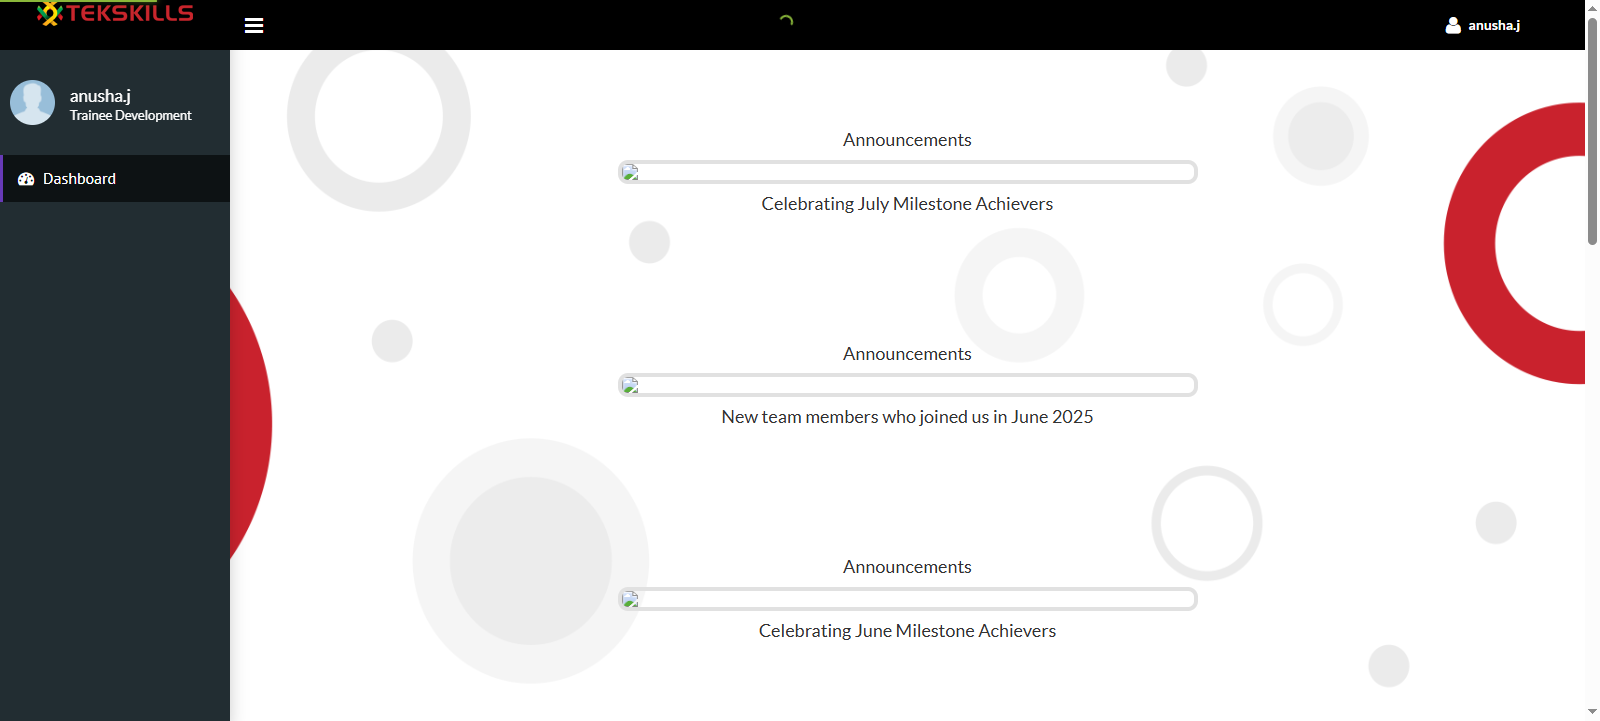 TEKSKILLS
anusha.j
anusha.j
Trainee Development
Dashboard
Announcements
Celebrating July Milestone Achievers
Announcements
New team members who joined us in June 2025
Announcements
Celebrating June Milestone Achievers